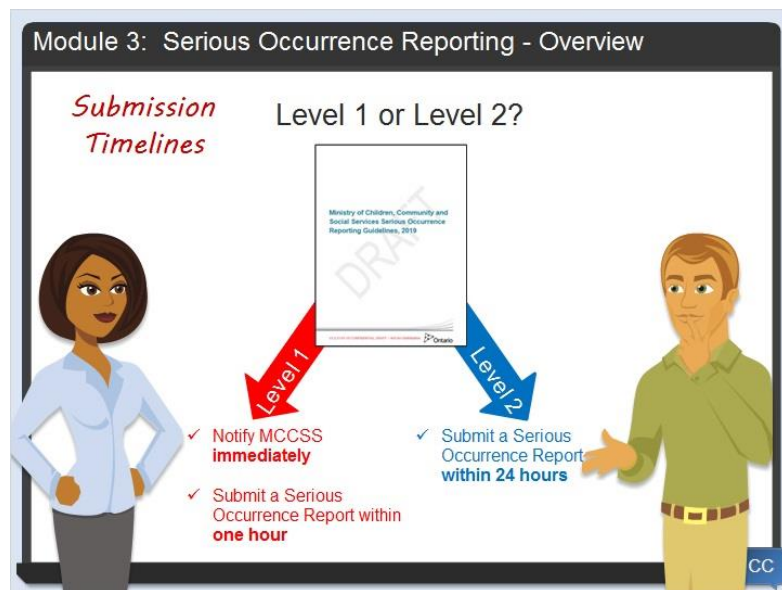 Module 3: Serious Occurrence Reporting - Overview
Submission
Timelines
Level 1 or Level 2?
Ministry of Children, Community and
Social Services Serious Occurrence
Reporting Guidelines, 2019
DRAFT
Ontario
Level 1
Level 2
✓ Notify MCCSS
immediately
✓ Submit a Serious
Occurrence Report within
one hour
✓ Submit a Serious
Occurrence Report
within 24 hours
CC